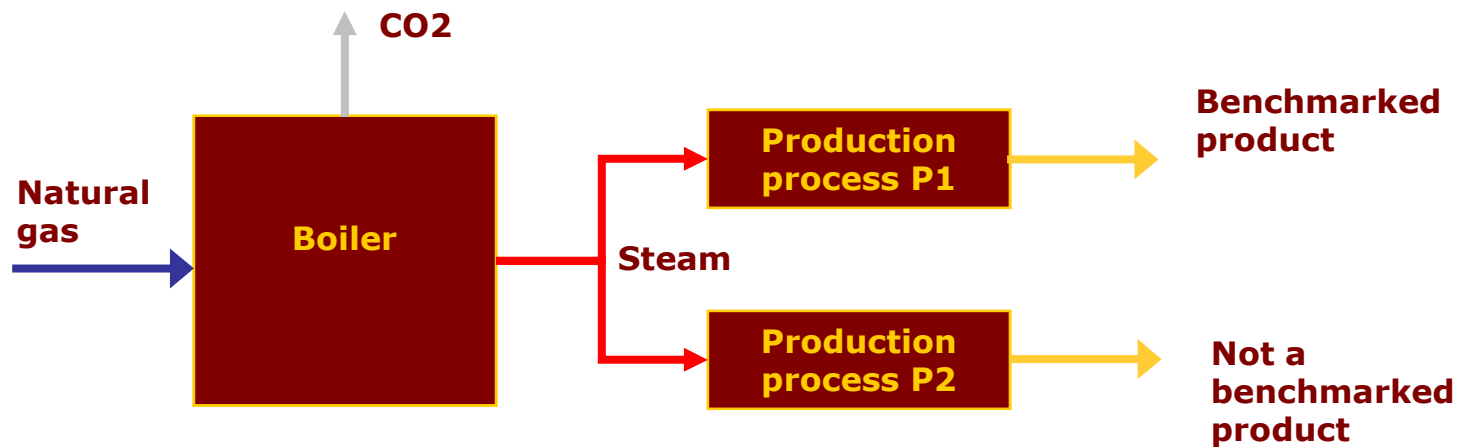 CO2
Natural
gas
Boiler
Steam
Production
process P1
Benchmarked
product
Production
process P2
Not a
benchmarked
product